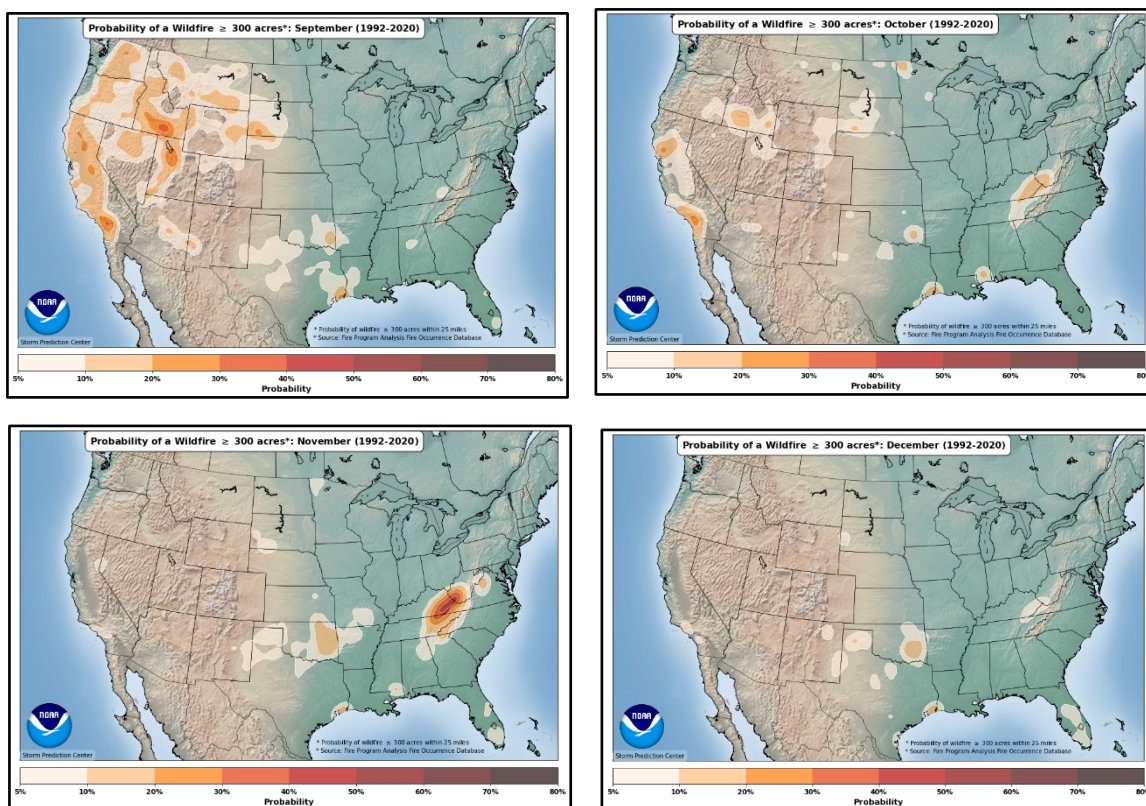 Probability of a Wildfire ≥ 300 acres*: September (1992-2020)
NOAA
Storm Prediction Center
* Probability of wildfire ≥ 300 acres within 25 miles
* Source: Fire Program Analysis Fire Occurrence Database
5% 10% 20% 30% 40% 50% 60% 70% 80%
Probability
Probability of a Wildfire ≥ 300 acres*: October (1992-2020)
NOAA
Storm Prediction Center
* Probability of wildfire ≥ 300 acres within 25 miles
* Source: Fire Program Analysis Fire Occurrence Database
5% 10% 20% 30% 40% 50% 60% 70% 80%
Probability
Probability of a Wildfire ≥ 300 acres*: November (1992-2020)
NOAA
Storm Prediction Center
* Probability of wildfire ≥ 300 acres within 25 miles
* Source: Fire Program Analysis Fire Occurrence Database
5% 10% 20% 30% 40% 50% 60% 70% 80%
Probability
Probability of a Wildfire ≥ 300 acres*: December (1992-2020)
NOAA
Storm Prediction Center
* Probability of wildfire ≥ 300 acres within 25 miles
* Source: Fire Program Analysis Fire Occurrence Database
5% 10% 20% 30% 40% 50% 60% 70% 80%
Probability